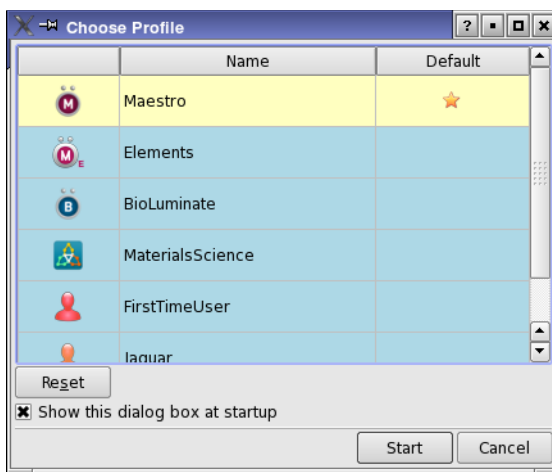 Choose Profile
Name Default
M Maestro
M E Elements
B BioLuminate
MaterialsScience
FirstTimeUser
Jaguar
Reset
Show this dialog box at startup
Start Cancel